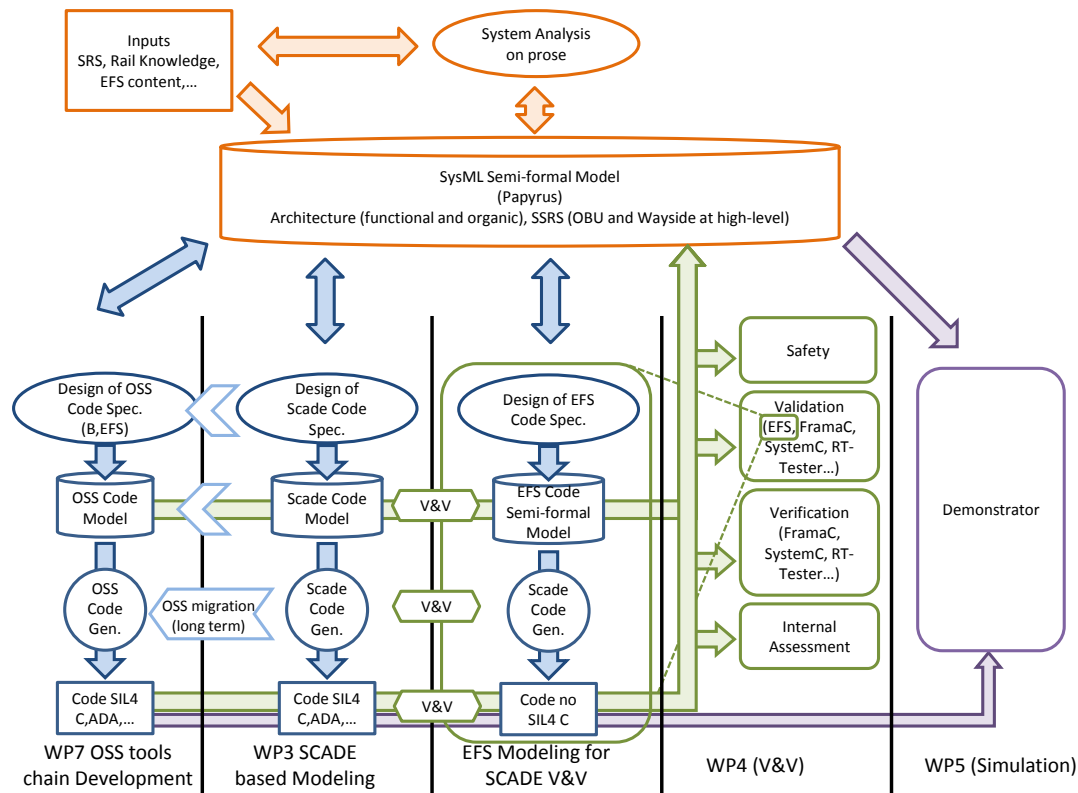 Inputs
SRS, Rail Knowledge,
EFS content,...
System Analysis
on prose
SysML Semi-formal Model
(Papyrus)
Architecture (functional and organic), SSRS (OBU and Wayside at high-level)
Design of OSS
Code Spec.
(B,EFS)
Design of
Scade Code
Spec.
Design of EFS
Code Spec.
Safety
Validation
(EFS, FramaC,
SystemC, RT-
Tester...)
OSS Code
Model
Scade Code
Model
V&V
EFS Code
Semi-formal
Model
Verification
(FramaC,
SystemC, RT-
Tester...)
Demonstrator
OSS
Code
Gen.
OSS migration
(long term)
Scade
Code
Gen.
V&V
Scade
Code
Gen.
Internal
Assessment
Code SIL4
C,ADA,...
Code SIL4
C,ADA,...
V&V
Code no
SIL4 C
WP7 OSS tools
chain Development
WP3 SCADE
based Modeling
EFS Modeling for
SCADE V&V
WP4 (V&V)
WP5 (Simulation)